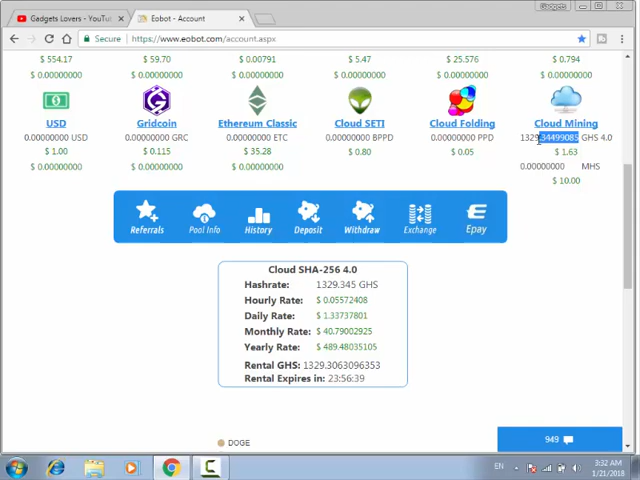 Gadgets
Gadgets Lovers - YouTu
Eobot - Account
Secure
https://www.eobot.com/account.aspx
$ 554.17 $ 59.70 $ 0.00791 $ 5.47 $ 25.576 $ 0.794
$ 0.00000000 $ 0.00000000 $ 0.00000000 $ 0.00000000 $ 0.00000000 $ 0.00000000
USD Gridcoin Ethereum Classic Cloud SETI Cloud Folding Cloud Mining
0.00000000 USD 0.00000000 GRC 0.00000000 ETC 0.00000000 BPPD 0.00000000 PPD 1329.34499085 GHS 4.0
$ 1.00 $ 0.115 $ 35.28 $ 0.80 $ 0.05 $ 1.63
$ 0.00000000 $ 0.00000000 $ 0.00000000 0.00000000 MHS
$ 10.00
Referrals Pool Info History Deposit Withdraw Exchange Epay
Cloud SHA-256 4.0
Hashrate: 1329.345 GHS
Hourly Rate: $ 0.05572408
Daily Rate: $ 1.33737801
Monthly Rate: $ 40.79002925
Yearly Rate: $ 489.48035105
Rental GHS: 1329.3063096353
Rental Expires in: 23:56:39
DOGE
949
EN
3:32 AM
1/21/2018